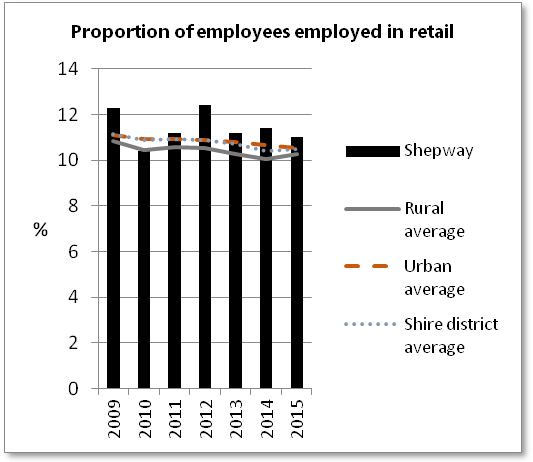 Proportion of employees employed in retail
14
12
10
8
6
4
2
0
%
2009
2010
2011
2012
2013
2014
2015
Shepway
Rural
average
Urban
average
Shire district
average